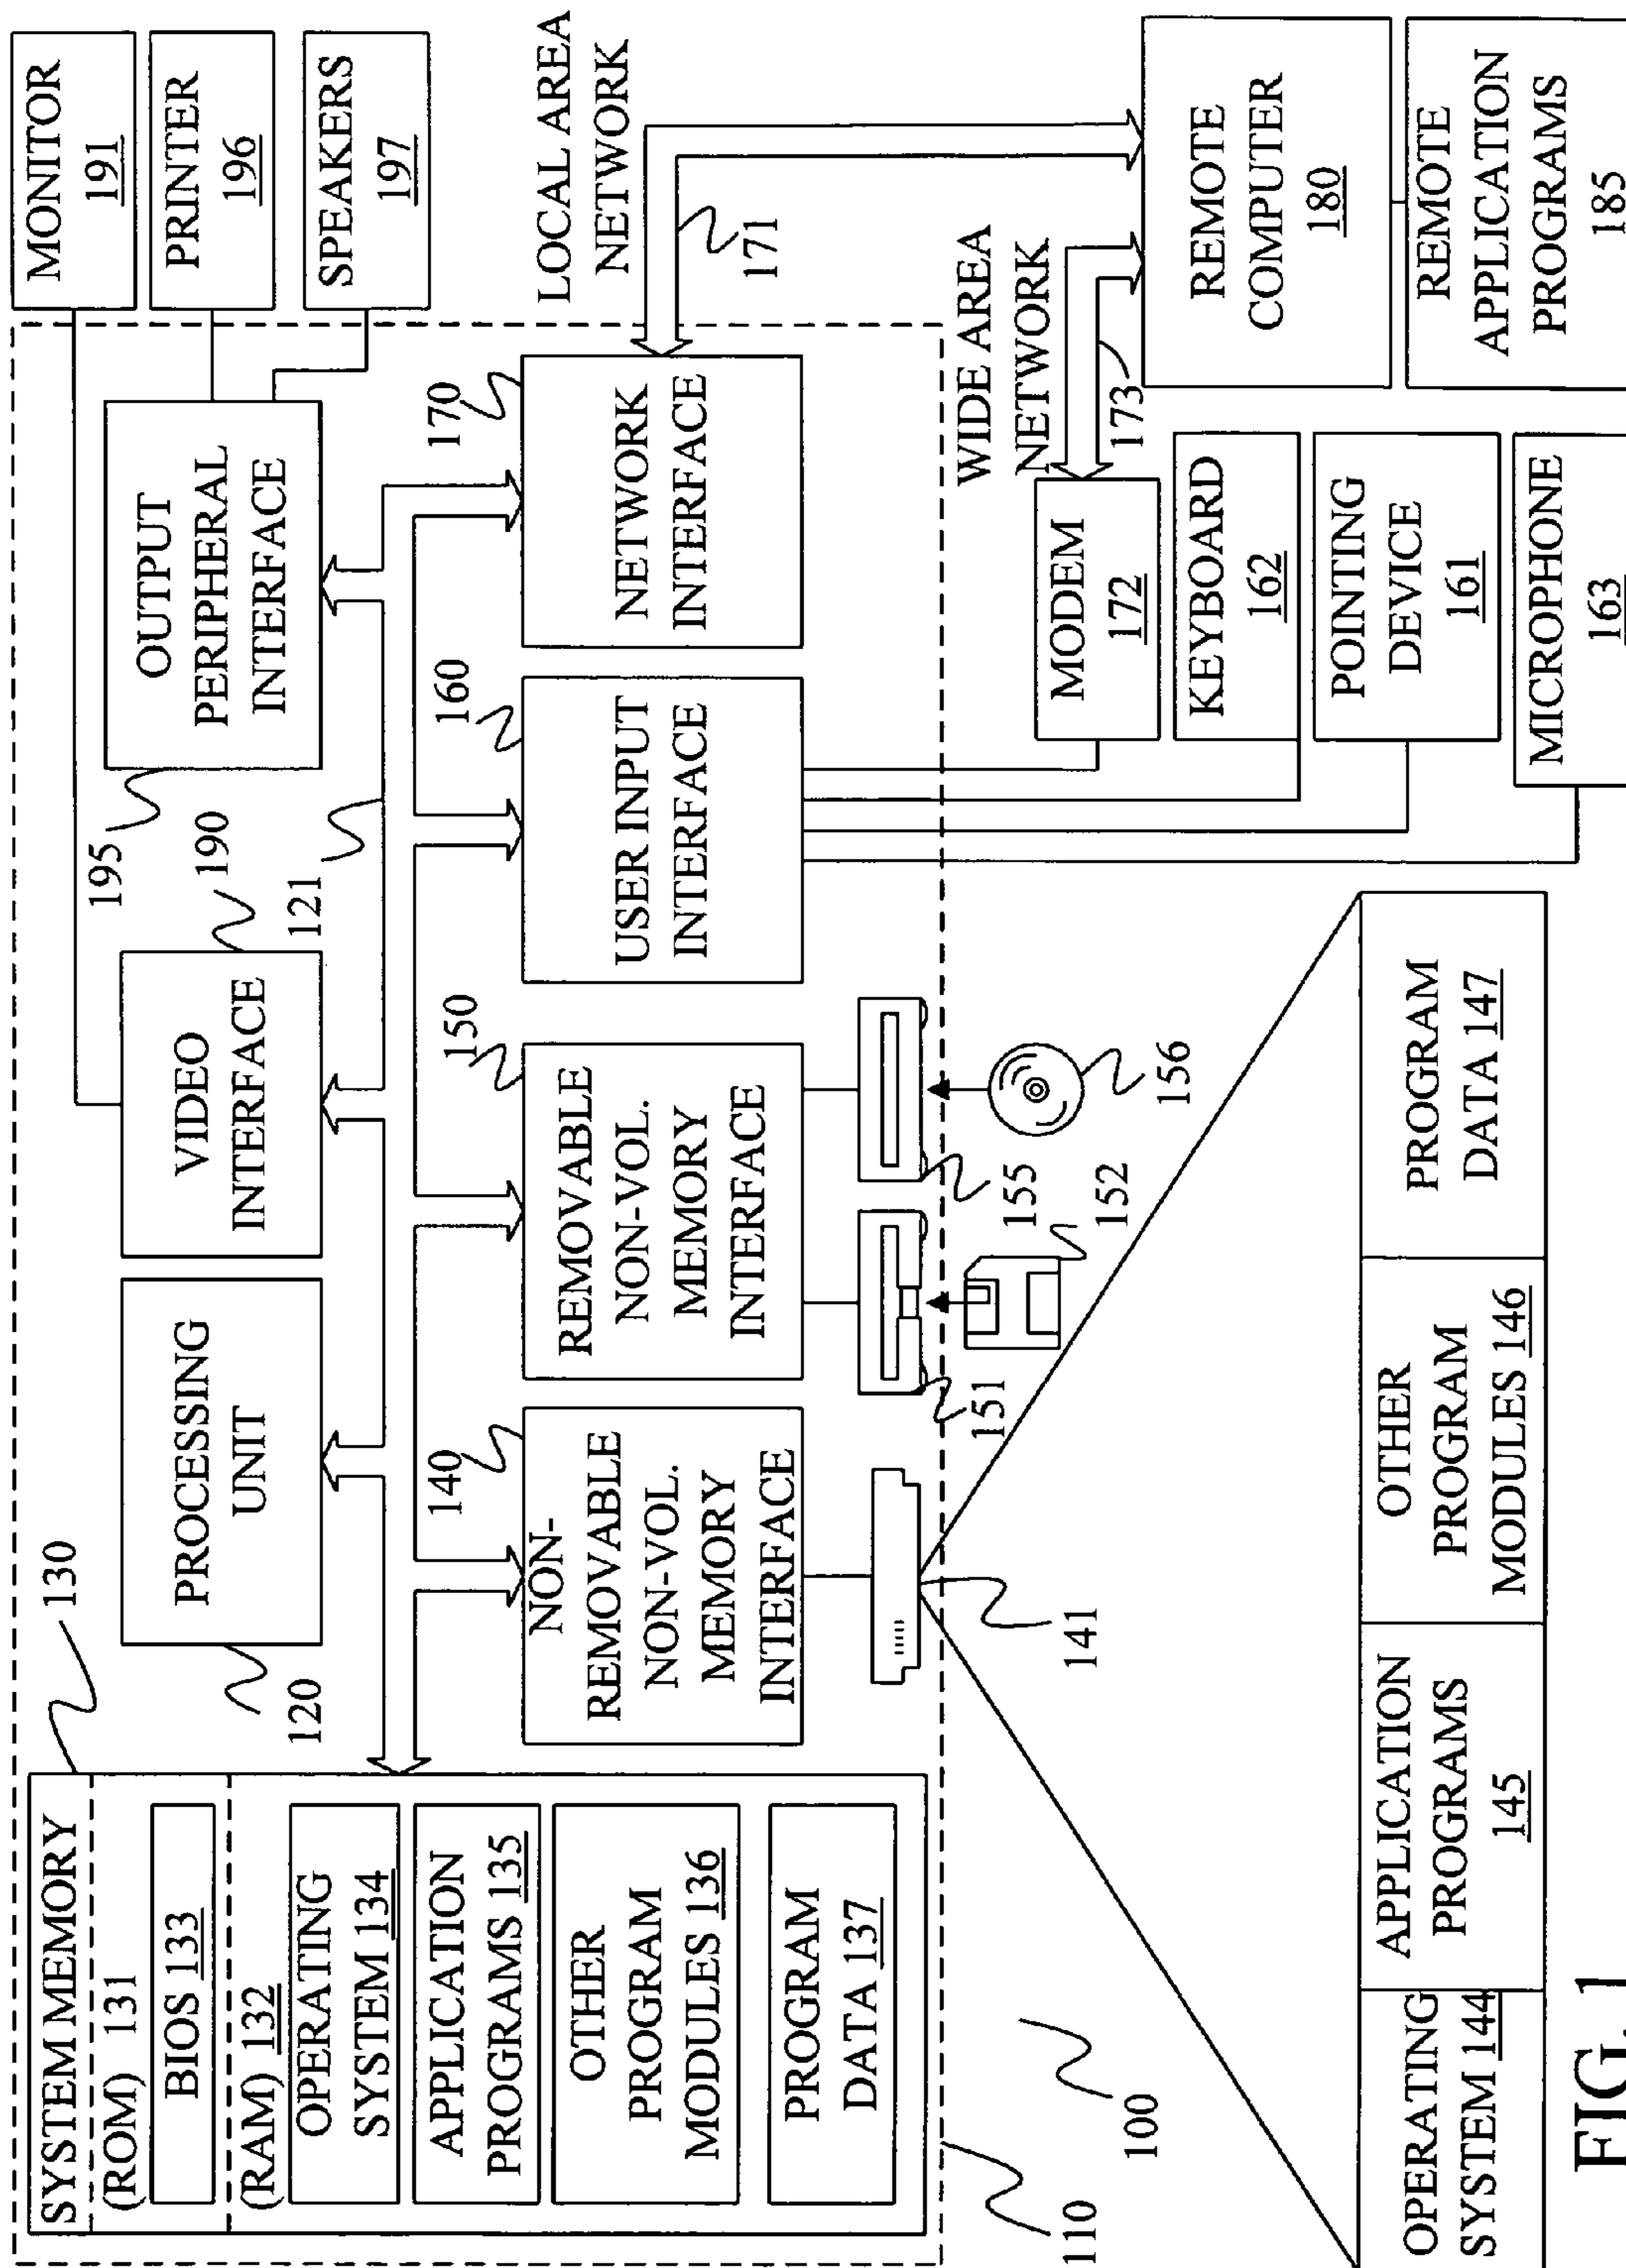 SYSTEM MEMORY
(ROM) 131
BIOS 133
(RAM) 132
OPERATING
SYSTEM 134
APPLICATION
PROGRAMS 135
OTHER
PROGRAM
MODULES 136
PROGRAM
DATA 137
130
120
PROCESSING
UNIT
VIDEO
INTERFACE
190
121
195
OUTPUT
PERIPHERAL
INTERFACE
MONITOR
191
PRINTER
196
SPEAKERS
197
140
NON-
REMOVABLE
NON-VOL.
MEMORY
INTERFACE
150
REMOVABLE
NON-VOL.
MEMORY
INTERFACE
160
USER INPUT
INTERFACE
170
NETWORK
INTERFACE
LOCAL AREA
NETWORK
171
WIDE AREA
NETWORK
173
141
151
152
155
156
MODEM
172
KEYBOARD
162
POINTING
DEVICE
161
MICROPHONE
163
REMOTE
COMPUTER
180
REMOTE
APPLICATION
PROGRAMS
185
110
100
OPERATING
SYSTEM 144
APPLICATION
PROGRAMS
145
OTHER
PROGRAM
MODULES 146
PROGRAM
DATA 147
FIG. 1